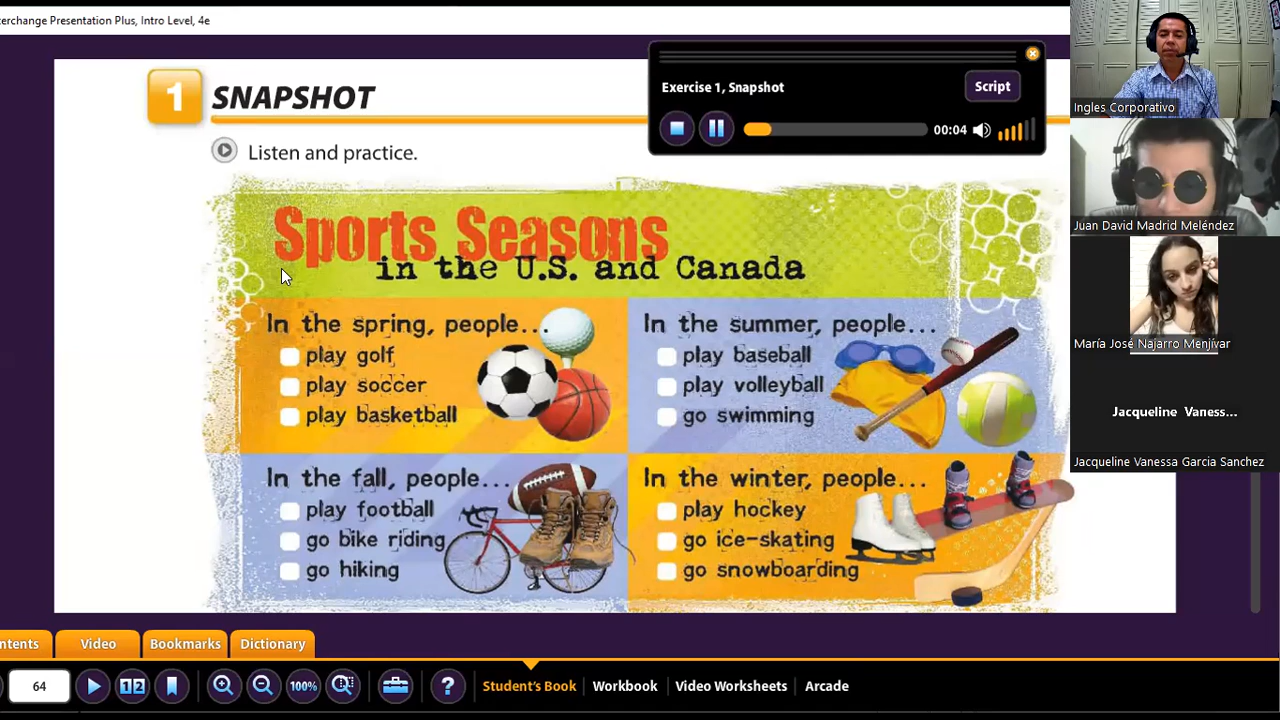 erchange Presentation Plus, Intro Level, 4e
1 SNAPSHOT
Listen and practice.
Exercise 1, Snapshot
Script
00:04
Sports Seasons
in the U.S. and Canada
In the spring, people...
play golf
play soccer
play basketball
In the summer, people...
play baseball
play volleyball
go swimming
In the fall, people...
play football
go bike riding
go hiking
In the winter, people...
play hockey
go ice-skating
go snowboarding
Ingles Corporativo
Juan David Madrid Meléndez
María José Najarro Menjívar
Jacqueline Vaness...
Jacqueline Vanessa Garcia Sanchez
ntents
Video
Bookmarks
Dictionary
64
12
100%
?
Student's Book
Workbook
Video Worksheets
Arcade